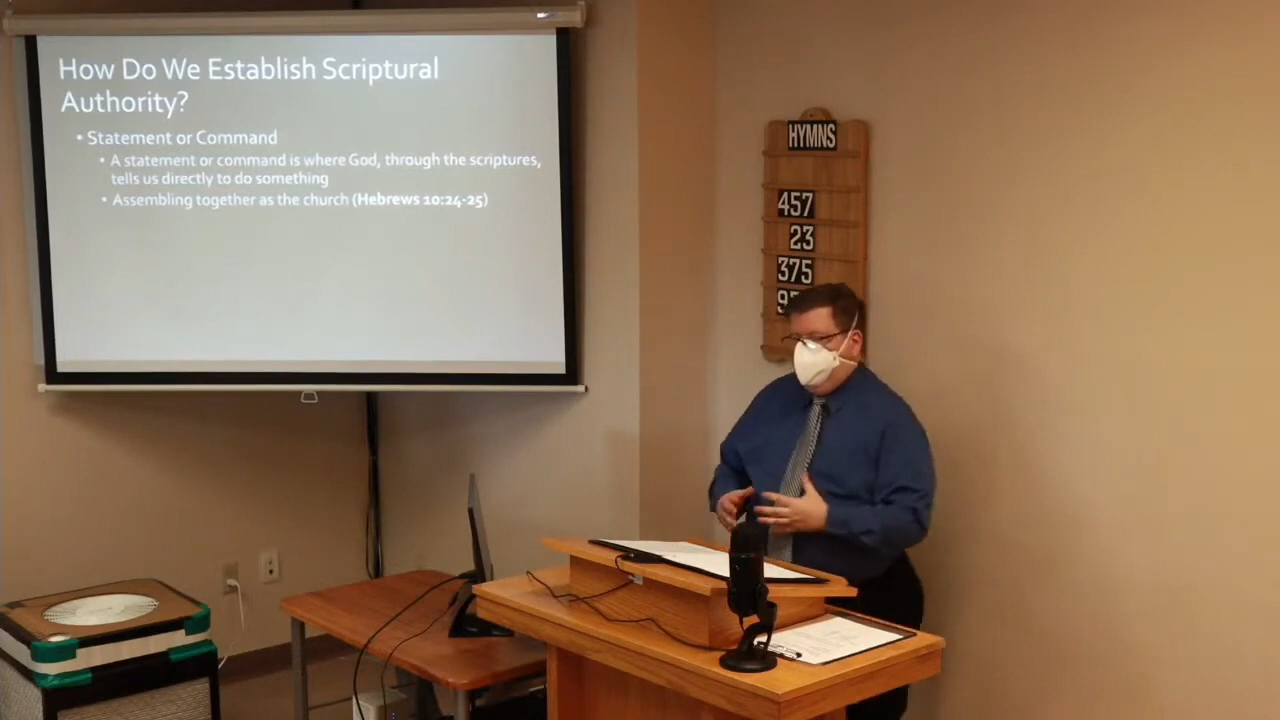 How Do We Establish Scriptural
Authority?
• Statement or Command
• A statement or command is where God, through the scriptures,
tells us directly to do something
• Assembling together as the church (Hebrews 10:24-25)
HYMNS
457
23
375